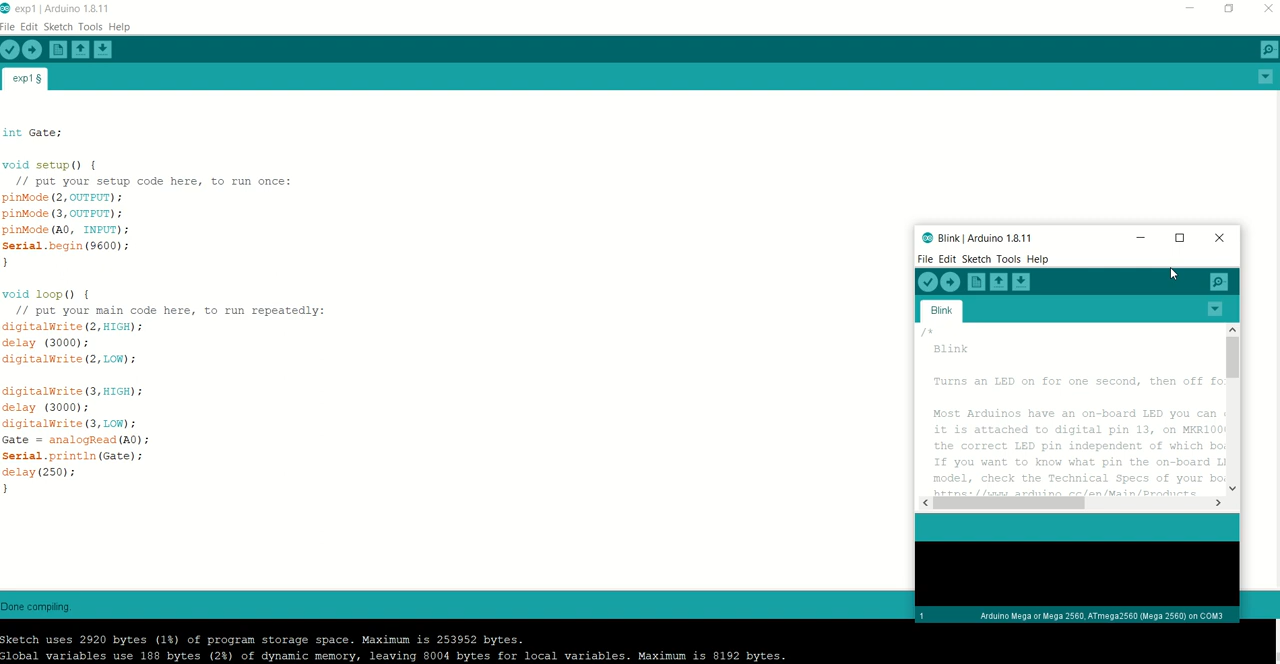 exp1 | Arduino 1.8.11
File Edit Sketch Tools Help
exp1 §
int Gate;
void setup() {
// put your setup code here, to run once:
pinMode(2,OUTPUT);
pinMode(3,OUTPUT);
pinMode(A0, INPUT);
Serial.begin(9600);
}
void loop() {
// put your main code here, to run repeatedly:
digitalWrite(2,HIGH);
delay (3000);
digitalWrite(2,LOW);
digitalWrite(3,HIGH);
delay (3000);
digitalWrite(3,LOW);
Gate = analogRead(A0);
Serial.println(Gate);
delay(250);
}
Done compiling.
Sketch uses 2920 bytes (1%) of program storage space. Maximum is 253952 bytes.
Global variables use 188 bytes (2%) of dynamic memory, leaving 8004 bytes for local variables. Maximum is 8192 bytes.
Blink | Arduino 1.8.11
File Edit Sketch Tools Help
Blink
/*
Blink
Turns an LED on for one second, then off
Most Arduinos have an on-board LED you can
it is attached to digital pin 13, on
the correct LED pin independent of which
If you want to know what pin the on-board
model, check the Technical Specs of your
https://www.arduino.cc/en/Main/Products
1
Arduino Mega or Mega 2560, ATmega2560 (Mega 2560) on COM3